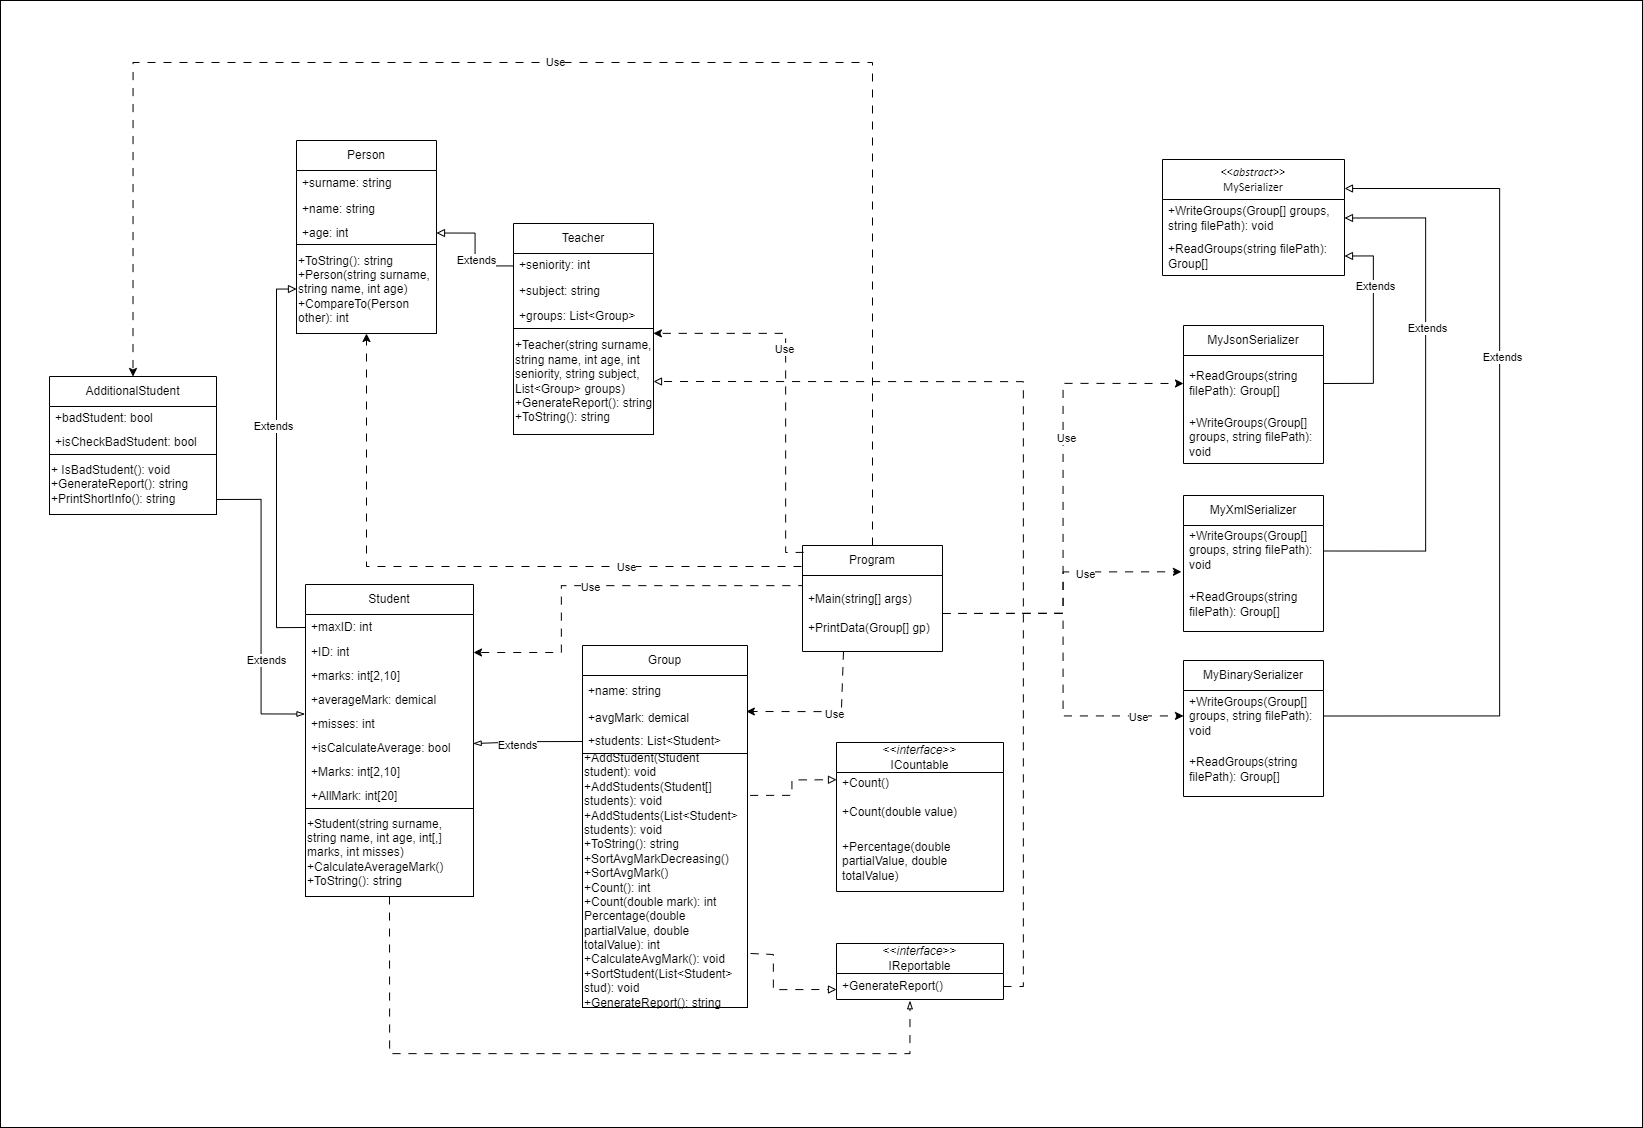 Use
Person
+surname: string
+name: string
+age: int
+ToString(): string
+Person(string surname,
string name, int age)
+CompareTo(Person
other): int
Extends
Teacher
+seniority: int
+subject: string
+groups: List<Group>
+Teacher(string surname,
string name, int age, int
seniority, string subject,
List<Group> groups)
+GenerateReport(): string
+ToString(): string
Use
<<abstract>>
MySerializer
+WriteGroups(Group[] groups,
string filePath): void
+ReadGroups(string filePath):
Group[]
Extends
Extends
Extends
MyJsonSerializer
+ReadGroups(string
filePath): Group[]
+WriteGroups(Group[]
groups, string filePath):
void
AdditionalStudent
+badStudent: bool
+isCheckBadStudent: bool
+ IsBadStudent(): void
+GenerateReport(): string
+PrintShortInfo(): string
Extends
Extends
Use
Use
Program
+Main(string[] args)
+PrintData(Group[] gp)
Use
Use
Use
Use
MyXmlSerializer
+WriteGroups(Group[]
groups, string filePath):
void
+ReadGroups(string
filePath): Group[]
MyBinarySerializer
+WriteGroups(Group[]
groups, string filePath):
void
+ReadGroups(string
filePath): Group[]
Student
+maxID: int
+ID: int
+marks: int[2,10]
+averageMark: demical
+misses: int
+isCalculateAverage: bool
+Marks: int[2,10]
+AllMark: int[20]
+Student(string surname,
string name, int age, int[,]
marks, int misses)
+CalculateAverageMark()
+ToString(): string
Extends
Group
+name: string
+avgMark: demical
+students: List<Student>
+AddStudent(Student
student): void
+AddStudents(Student[]
students): void
+AddStudents(List<Student>
students): void
+ToString(): string
+SortAvgMarkDecreasing()
+SortAvgMark()
+Count(): int
+Count(double mark): int
Percentage(double
partialValue, double
totalValue): int
+CalculateAvgMark(): void
+SortStudent(List<Student>
stud): void
+GenerateReport(): string
Use
<<interface>>
ICountable
+Count()
+Count(double value)
+Percentage(double
partialValue, double
totalValue)
<<interface>>
IReportable
+GenerateReport()